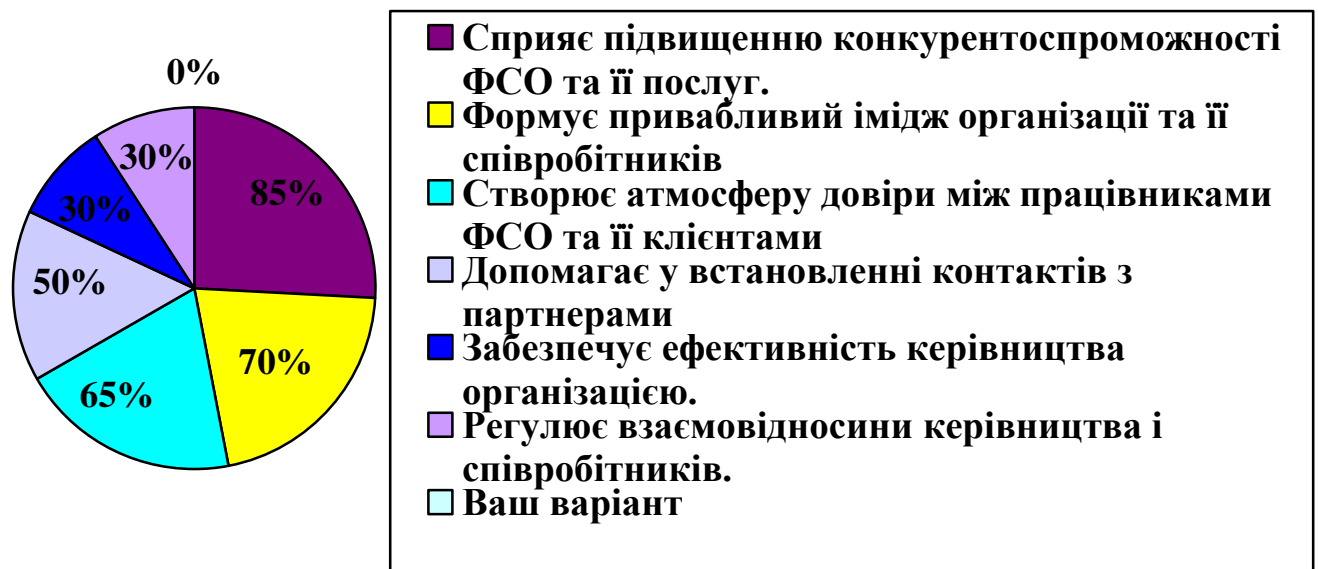 0%
30%
85%
30%
50%
70%
65%
Сприяє підвищенню конкурентоспроможності
ФСО та її послуг.
Формує привабливий імідж організації та її
співробітників
Створює атмосферу довіри між працівниками
ФСО та її клієнтами
Допомагає у встановленні контактів з
партнерами
Забезпечує ефективність керівництва
організацією.
Регулює взаємовідносини керівництва і
співробітників.
Ваш варіант